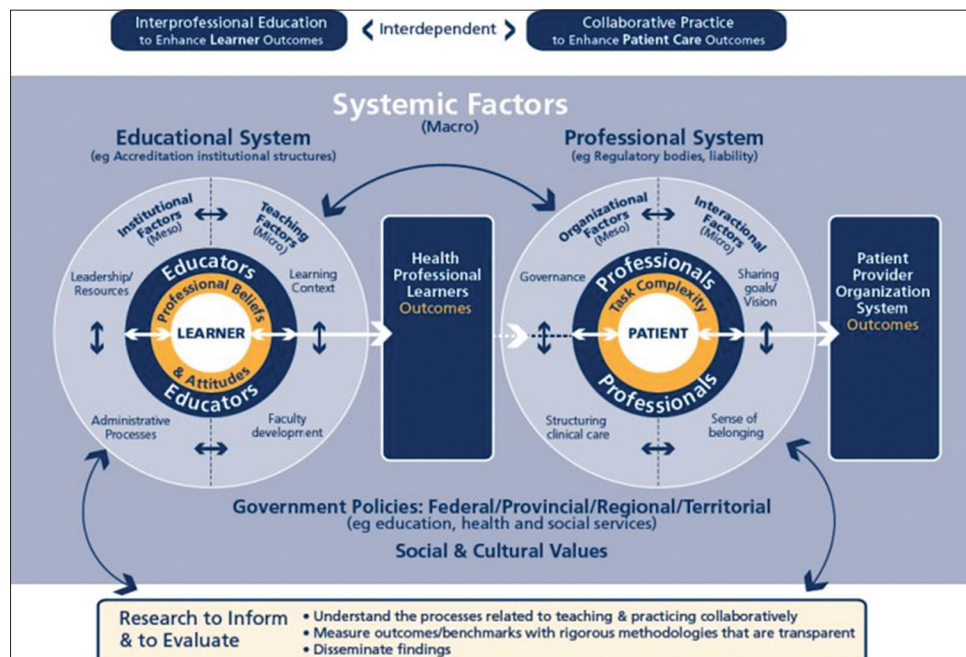 Interprofessional Education
to Enhance Learner Outcomes
Interdependent
Collaborative Practice
to Enhance Patient Care Outcomes
Systemic Factors
(Macro)
Educational System
(eg Accreditation institutional structures)
Professional System
(eg Regulatory bodies, liability)
Institutional
Factors
(Meso)
Teaching
Factors
(Micro)
Leadership/
Resources
Learning
Context
Educators
Professional Beliefs
LEARNER
& Attitudes
Educators
Administrative
Processes
Faculty
development
Health
Professional
Learners
Outcomes
Organizational
Factors
(Meso)
Interactional
Factors
(Micro)
Governance
Sharing
goals/
Vision
Professionals
Task Complexity
PATIENT
Professionals
Structuring
clinical care
Sense of
belonging
Patient
Provider
Organization
System
Outcomes
Government Policies: Federal/Provincial/Regional/Territorial
(eg education, health and social services)
Social & Cultural Values
Research to Inform
& to Evaluate
• Understand the processes related to teaching & practicing collaboratively
• Measure outcomes/benchmarks with rigorous methodologies that are transparent
• Disseminate findings